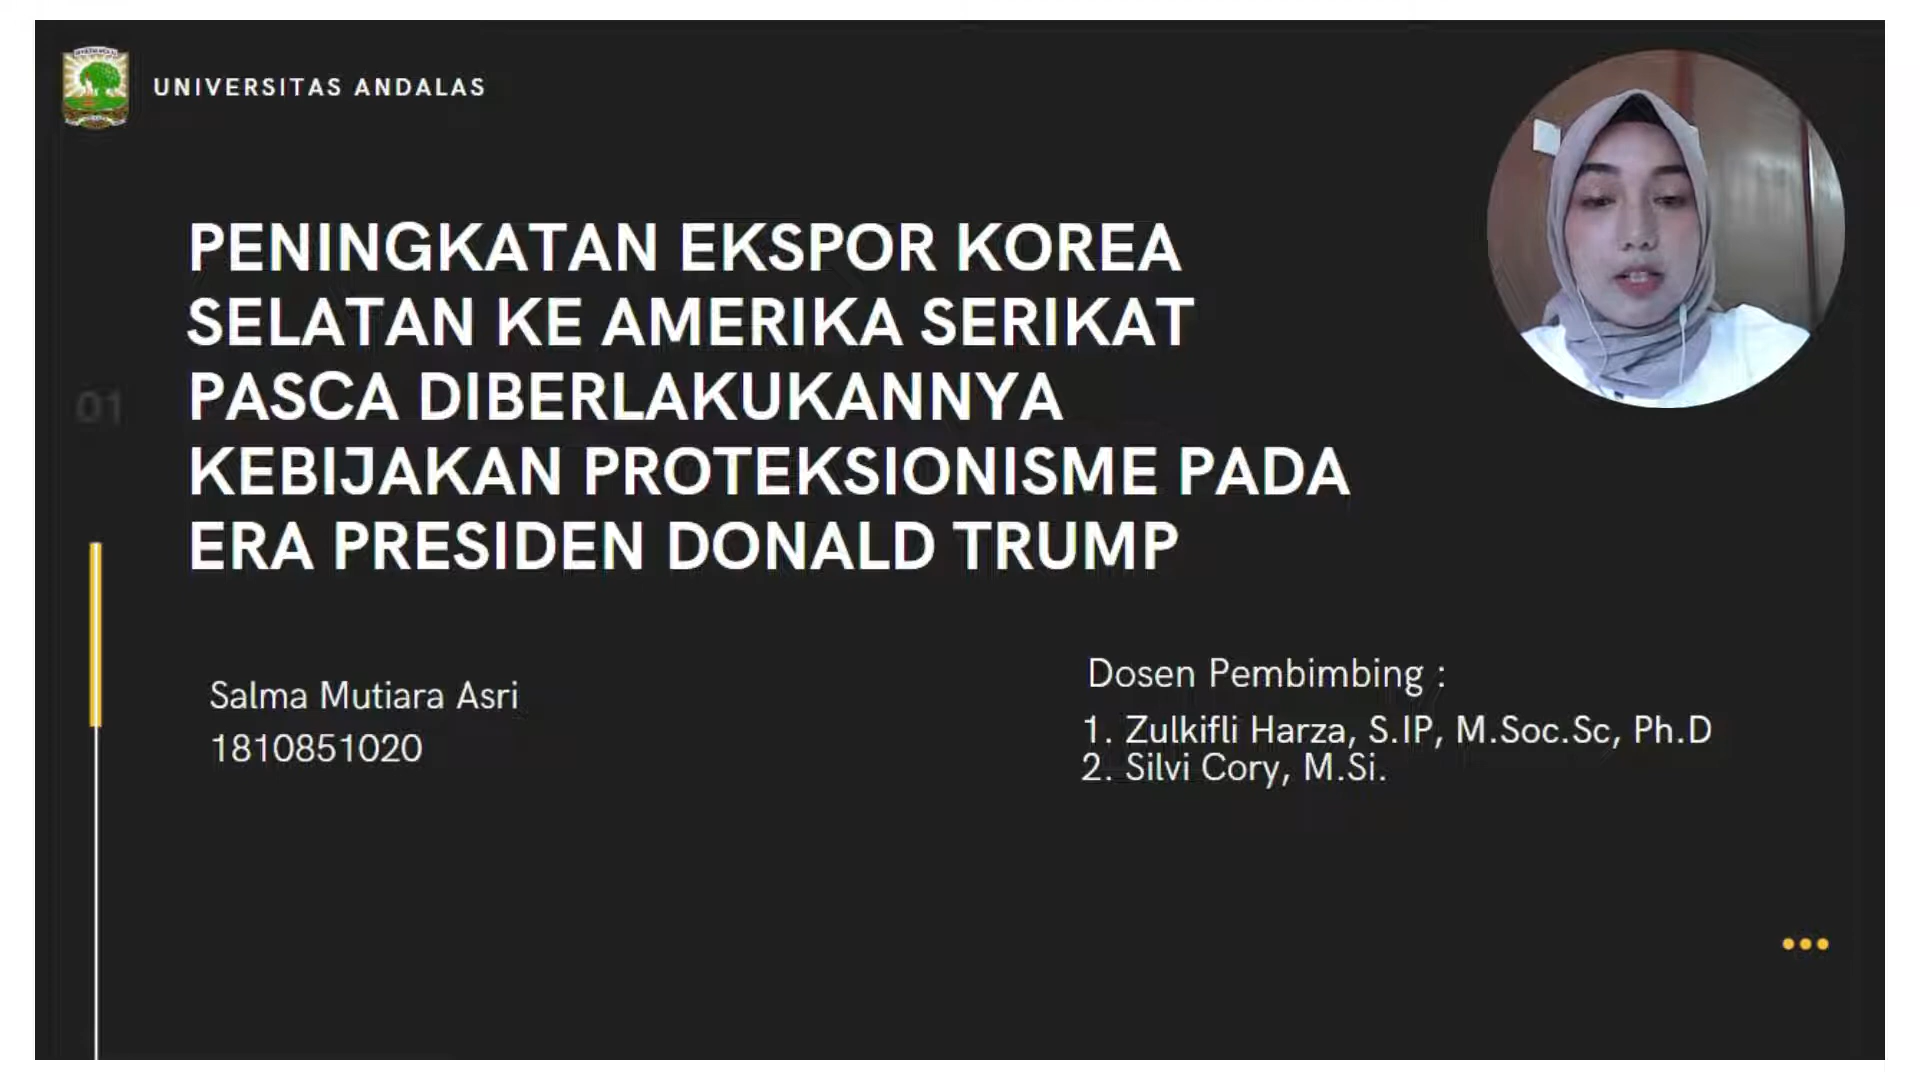 UNIVERSITAS ANDALAS
PENINGKATAN EKSPOR KOREA
SELATAN KE AMERIKA SERIKAT
PASCA DIBERLAKUKANNYA
KEBIJAKAN PROTEKSIONISME PADA
ERA PRESIDEN DONALD TRUMP
01
Salma Mutiara Asri
1810851020
Dosen Pembimbing :
1. Zulkifli Harza, S.IP, M.Soc.Sc, Ph.D
2. Silvi Cory, M.Si.